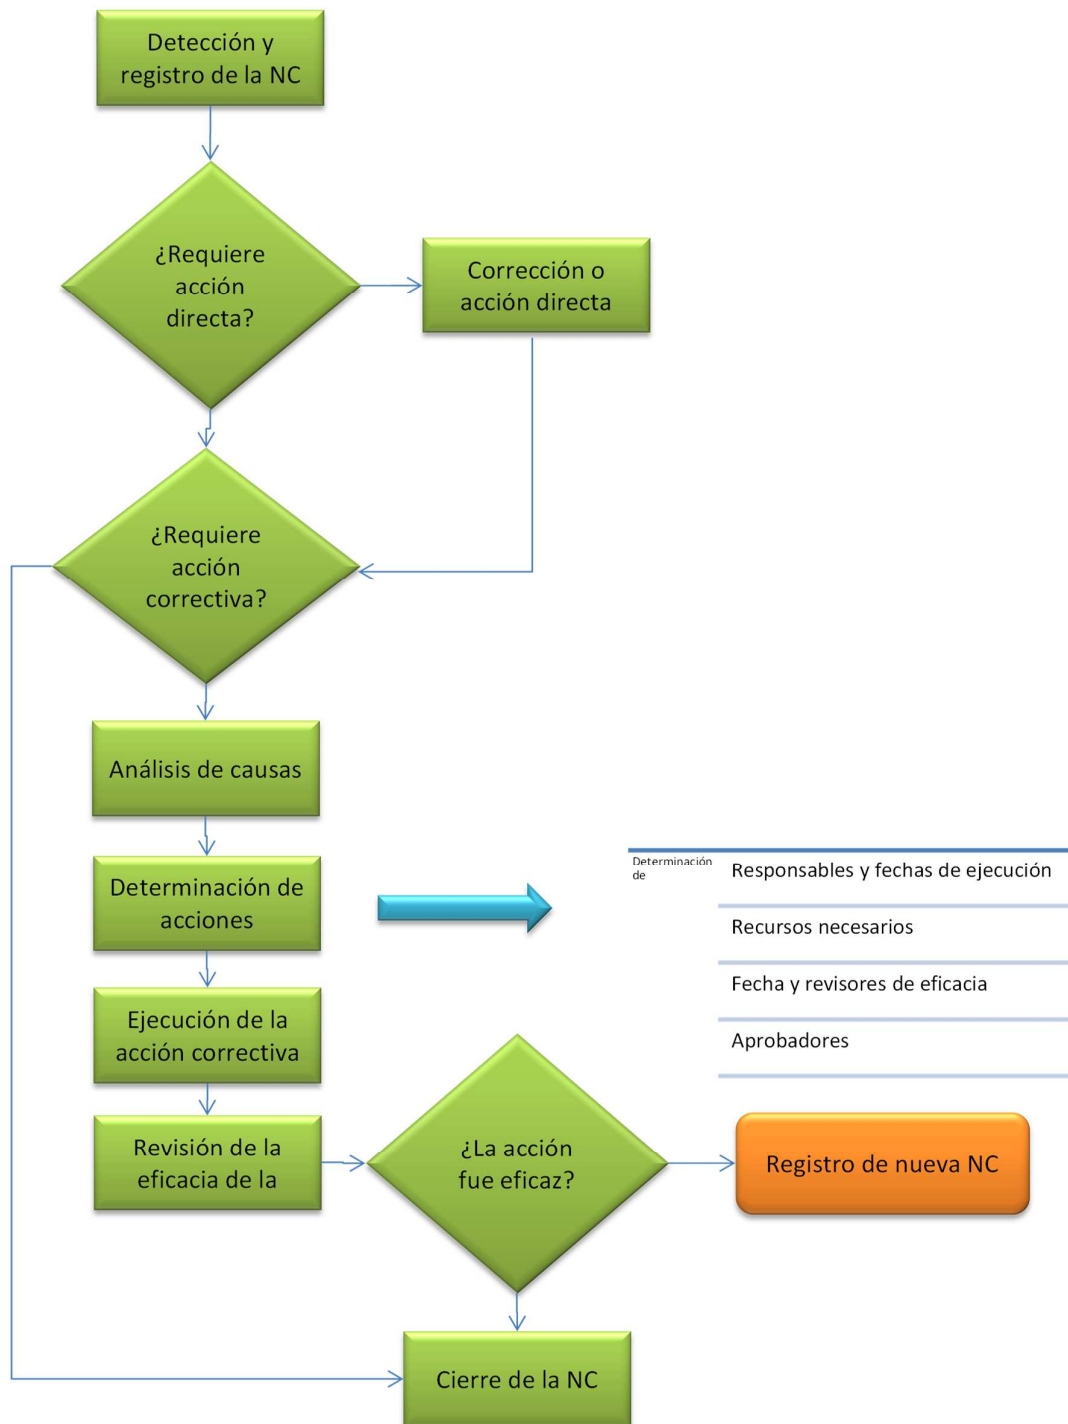 Detección y
registro de la NC
¿Requiere
acción
directa?
Corrección o
acción directa
¿Requiere
acción
correctiva?
Análisis de causas
Determinación de
acciones
Determinación
de
Responsables y fechas de ejecución
Recursos necesarios
Fecha y revisores de eficacia
Aprobadores
Ejecución de la
acción correctiva
Revisión de la
eficacia de la
¿La acción
fue eficaz?
Registro de nueva NC
Cierre de la NC